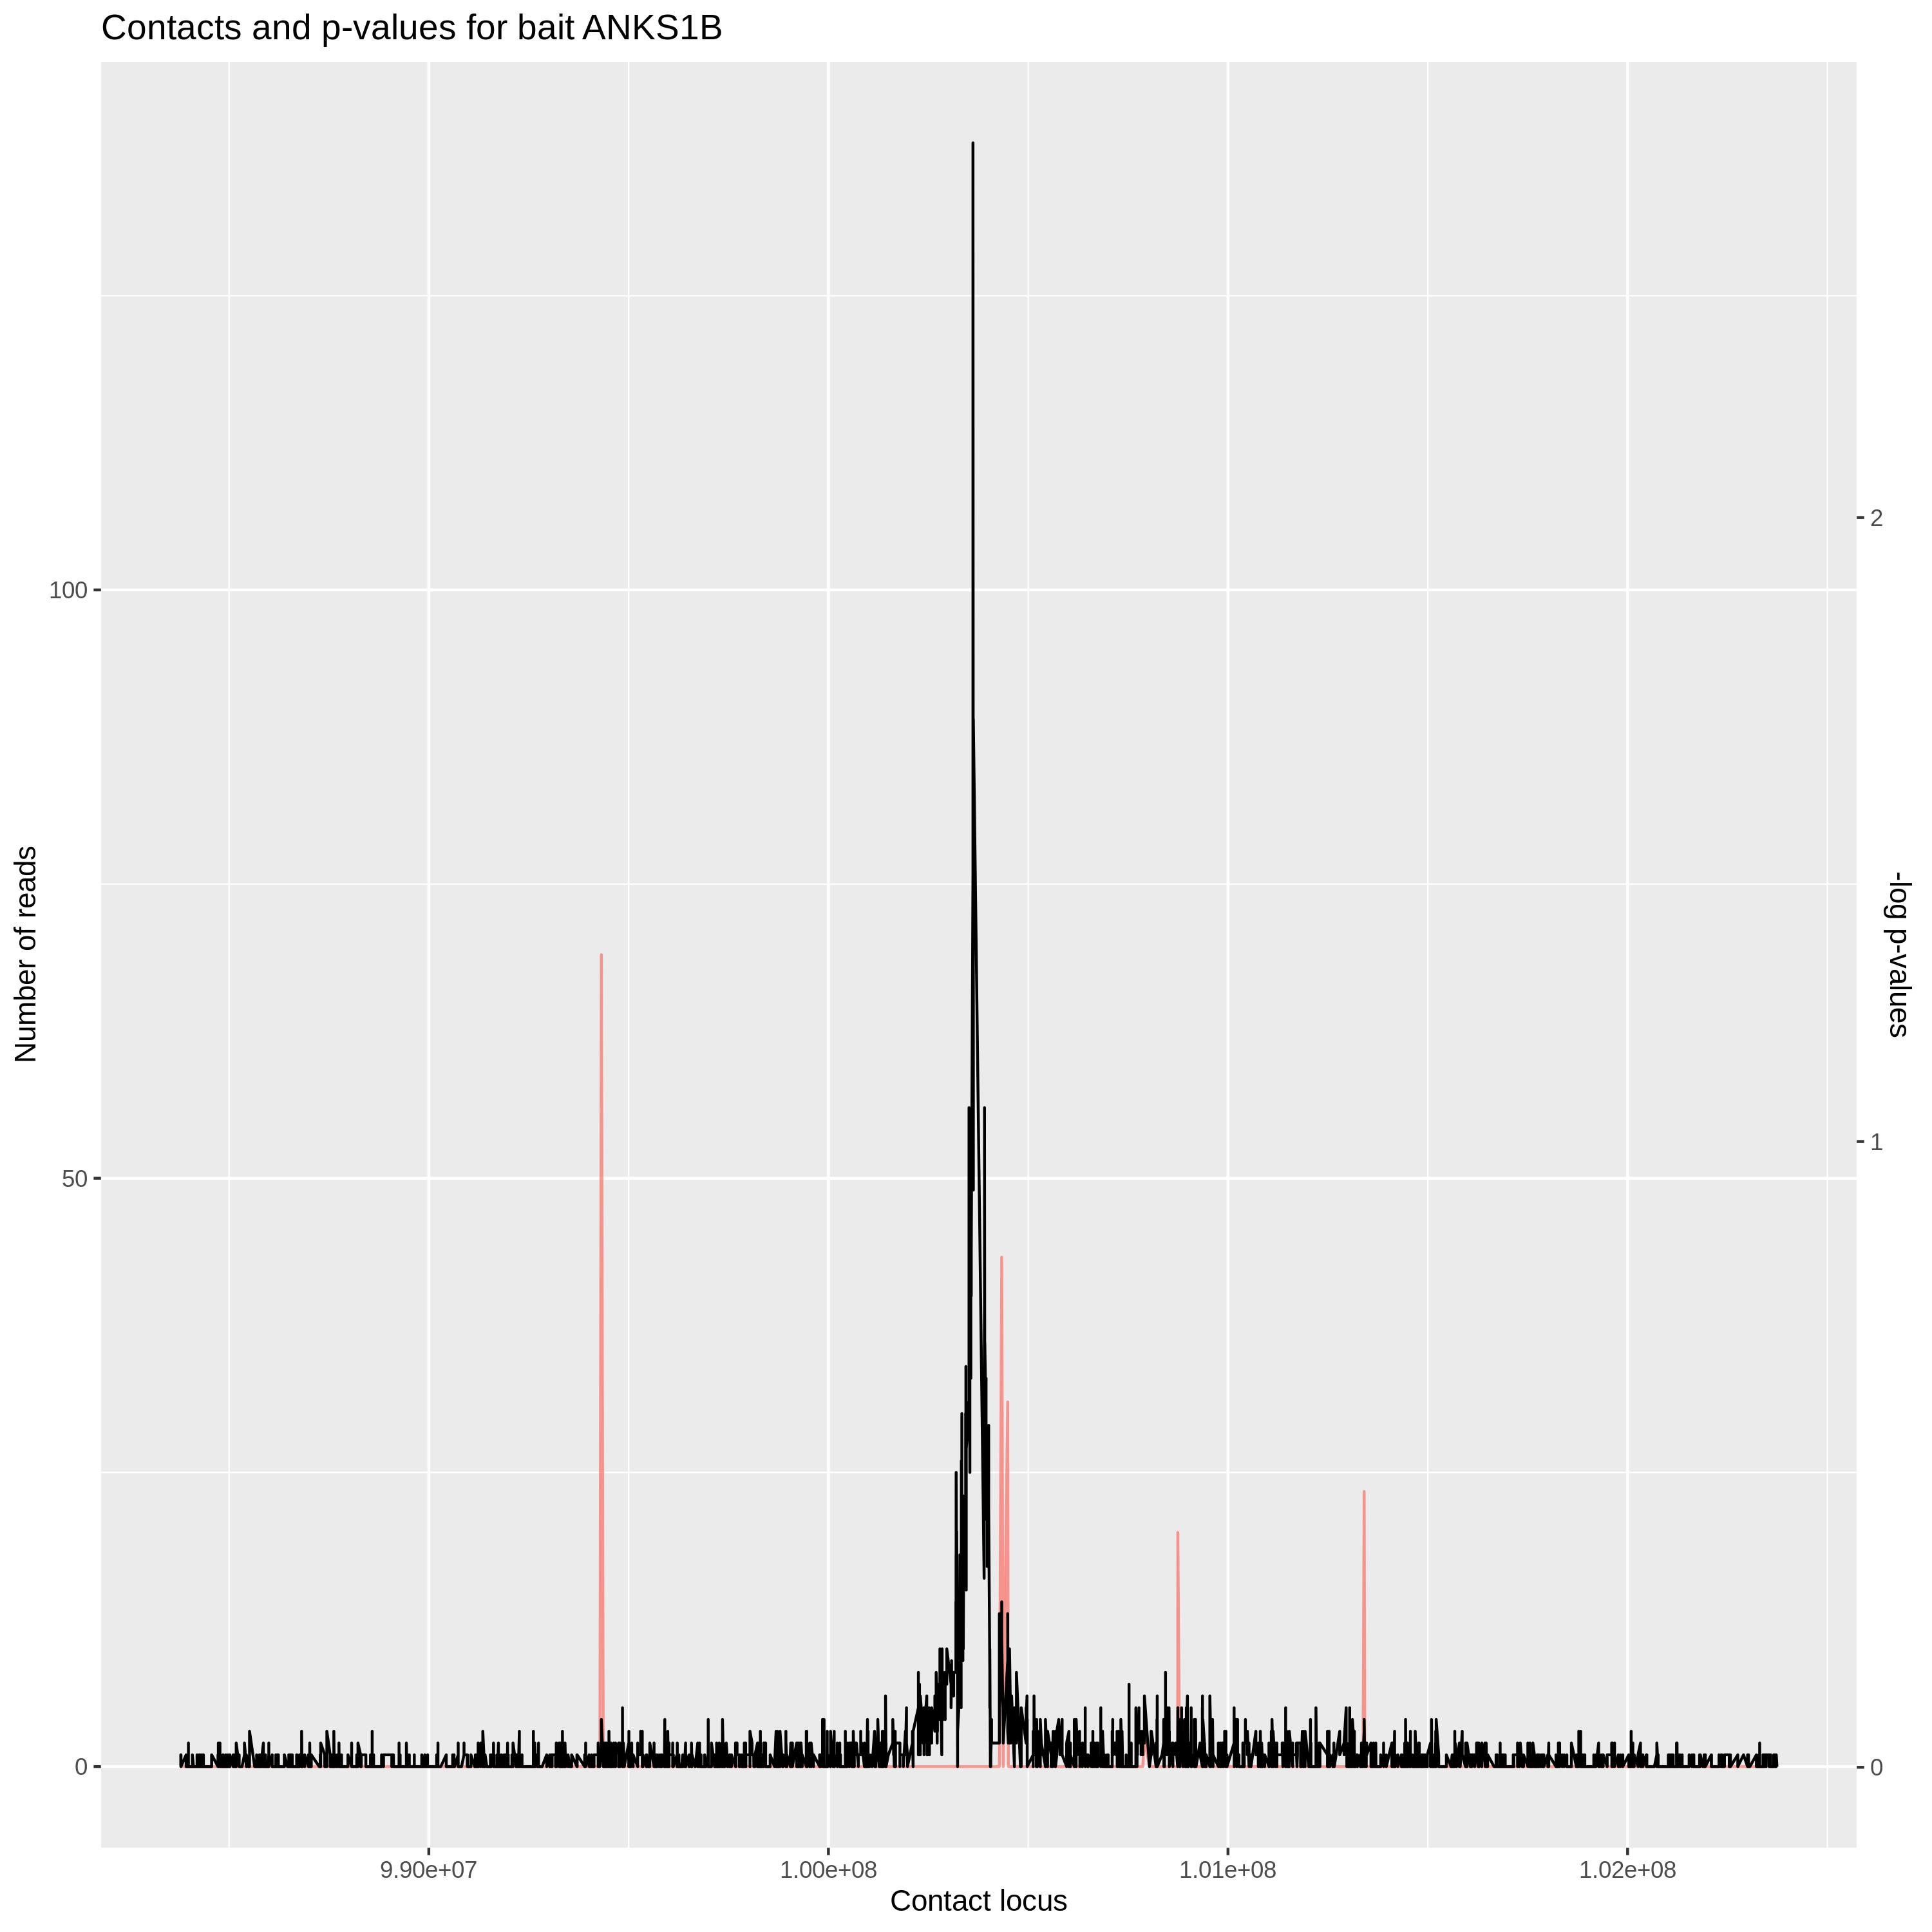 Contacts and p-values for bait ANKS1B
Number of reads
100
50
0
2
1
0
-log p-values
9.90e+07
1.00e+08
1.01e+08
1.02e+08
Contact locus